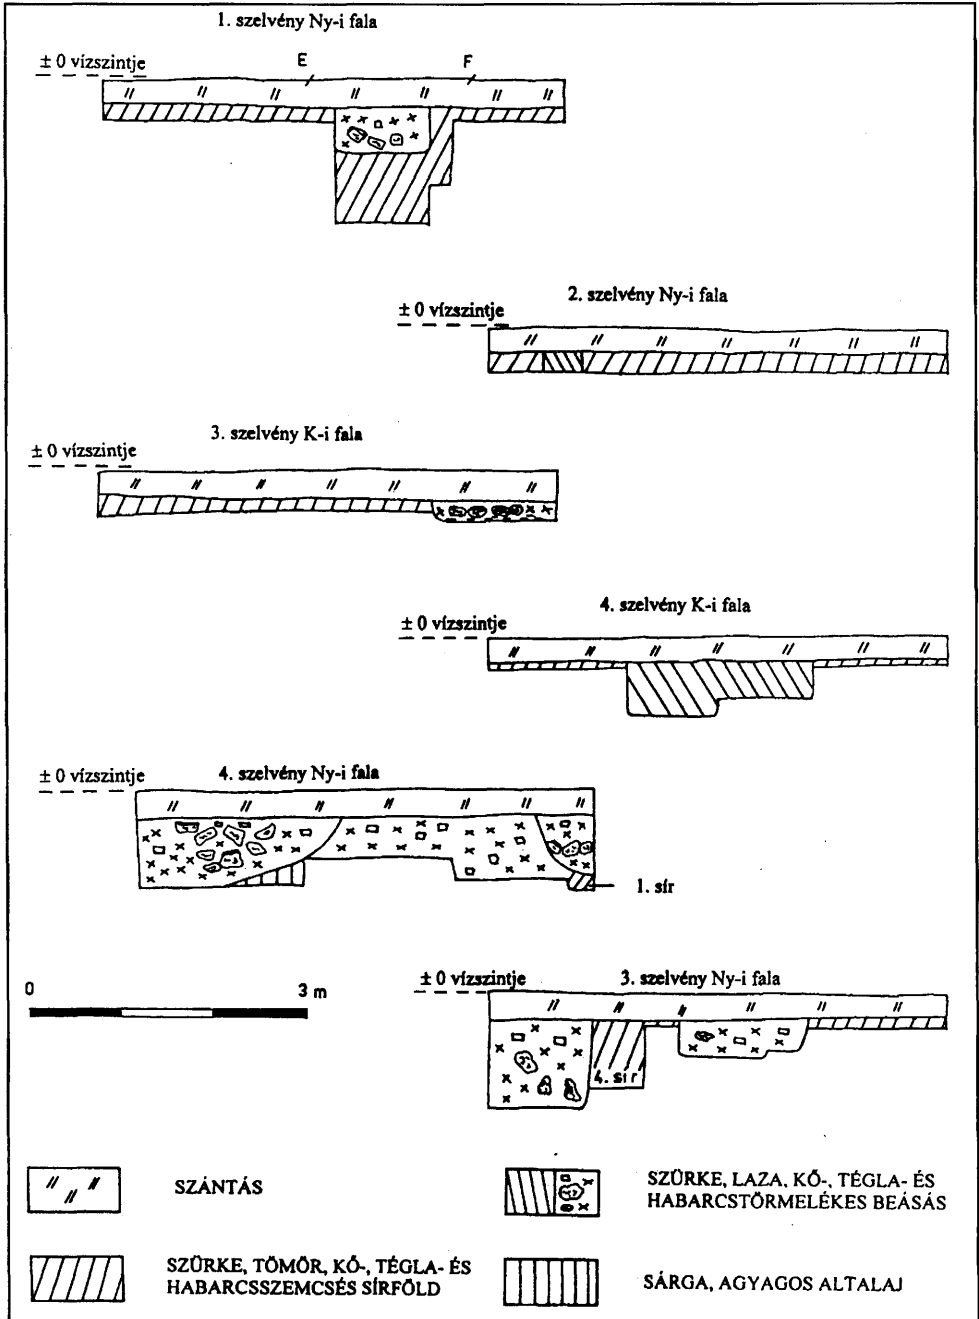 1. szelvény Ny-i fala
± 0 vízszintje
E
F
2. szelvény Ny-i fala
± 0 vízszintje
3. szelvény K-i fala
± 0 vízszintje
4. szelvény K-i fala
± 0 vízszintje
± 0 vízszintje
4. szelvény Ny-i fala
1. sír
0
3 m
± 0 vízszintje
3. szelvény Ny-i fala
4. sír
SZÁNTÁS
SZÜRKE, LAZA, KŐ-, TÉGLA- ÉS
HABARCSTÖRMELÉKES BEÁSÁS
SZÜRKE, TÖMÖR, KŐ-, TÉGLA- ÉS
HABARCSSZEMCSÉS SÍRFÖLD
SÁRGA, AGYAGOS ALTALAJ